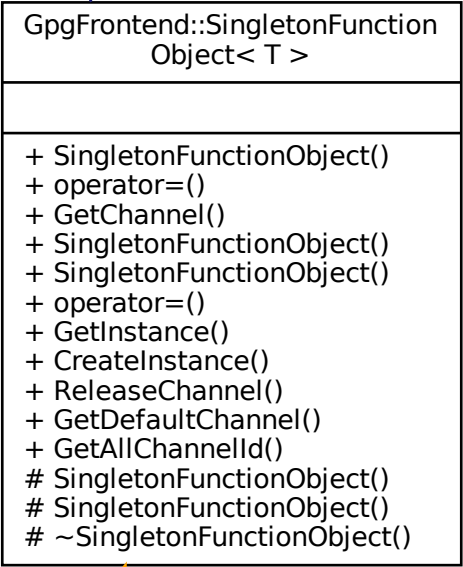 GpgFrontend::SingletonFunction
Object< T >
+ SingletonFunctionObject()
+ operator=()
+ GetChannel()
+ SingletonFunctionObject()
+ SingletonFunctionObject()
+ operator=()
+ GetInstance()
+ CreateInstance()
+ ReleaseChannel()
+ GetDefaultChannel()
+ GetAllChannelId()
# SingletonFunctionObject()
# SingletonFunctionObject()
# ~SingletonFunctionObject()